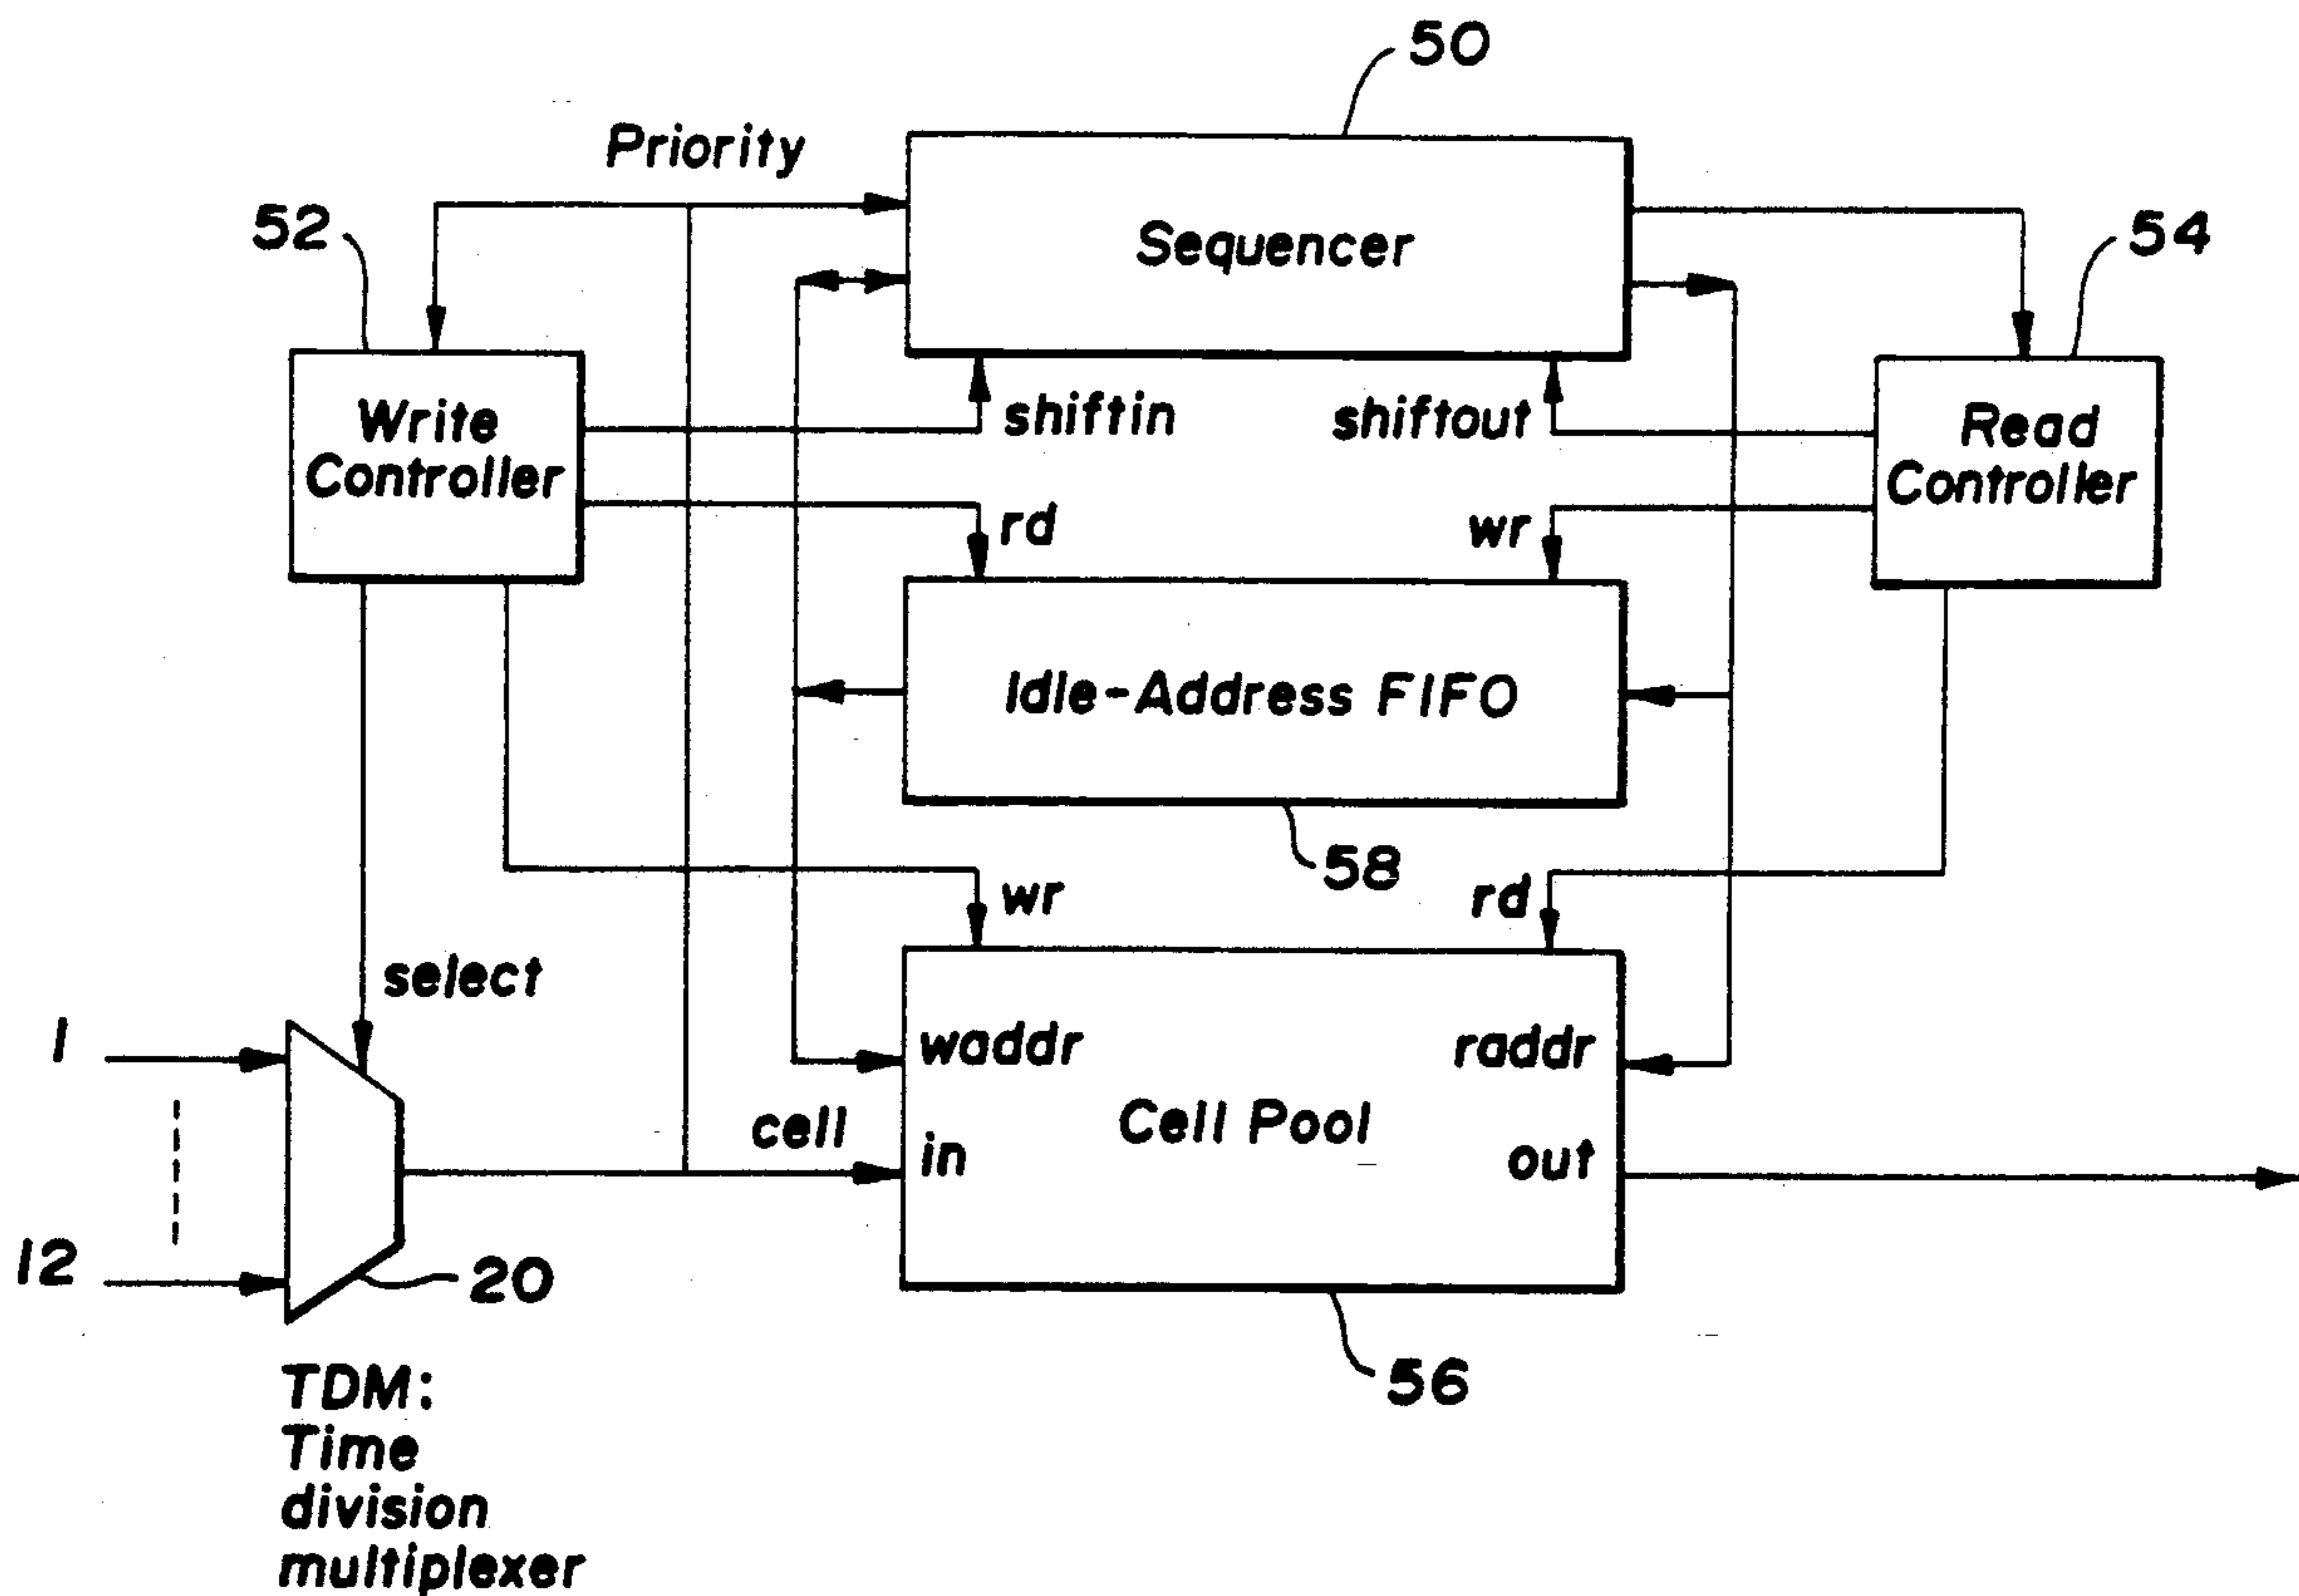 50
Priority
52
Sequencer
54
Write
Controller
shiftin
shiftout
Read
Controller
rd
wr
Idle-Address FIFO
58
wr
rd
select
1
waddr
raddr
cell
Cell Pool
in
out
12
20
56
TDM:
Time
division
multiplexer